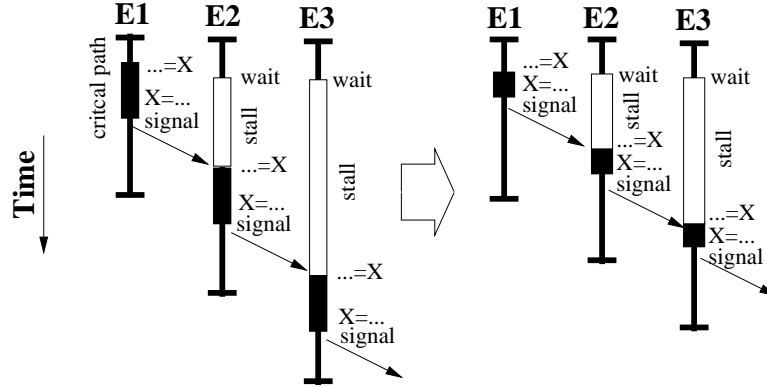 E1 E2 E3
critcal path
...=X
X=...
signal
wait
stall
...=X
X=...
signal
wait
stall
...=X
X=...
signal
Time
E1 E2 E3
...=X
X=...
signal
wait
stall
...=X
X=...
signal
wait
stall
...=X
X=...
signal